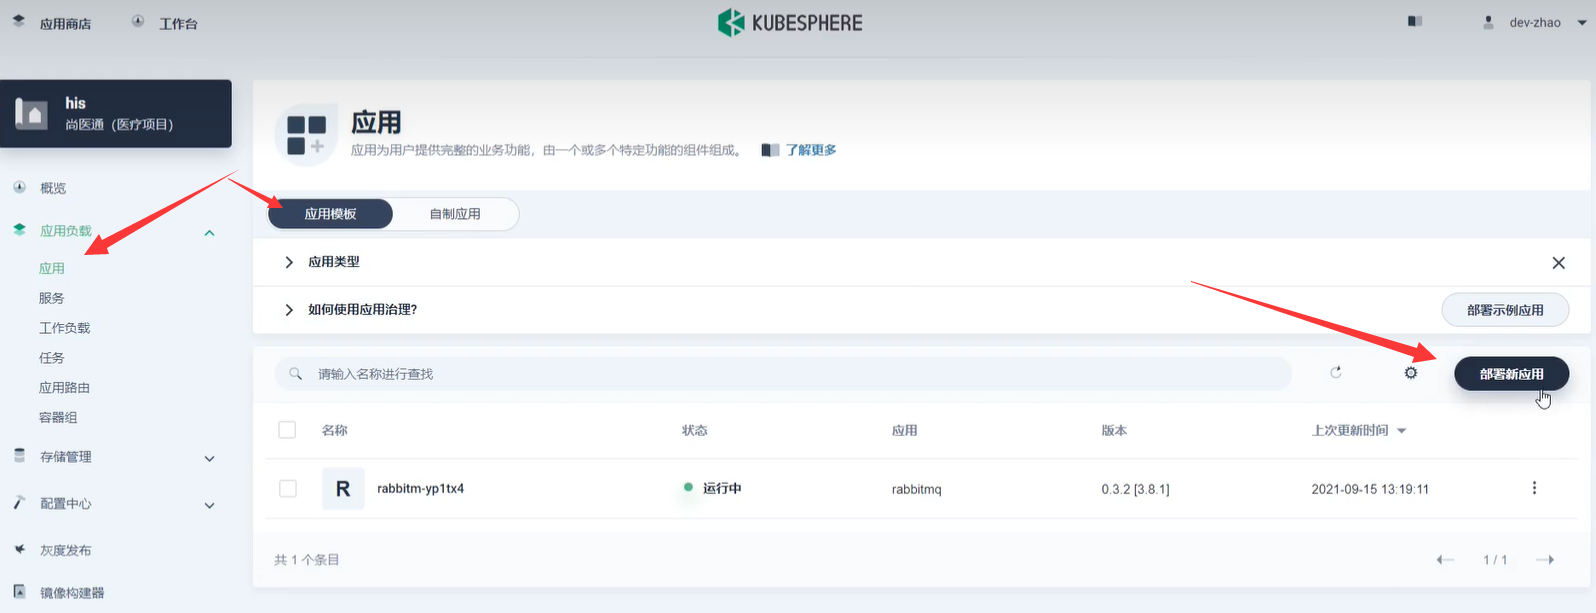 应用商店
工作台
KUBESPHERE
dev-zhao
his
尚医通（医疗项目）
概览
应用负载
应用
服务
工作负载
任务
应用路由
容器组
存储管理
配置中心
灰度发布
镜像构建器
应用
应用为用户提供完整的业务功能，由一个或多个特定功能的组件组成。
了解更多
应用模板
自制应用
应用类型
如何使用应用治理?
部署示例应用
请输入名称进行查找
部署新应用
名称 状态 应用 版本 上次更新时间
R rabbitm-yp1tx4 运行中 rabbitmq 0.3.2 [3.8.1] 2021-09-15 13:19:11
共 1 个条目
1 / 1